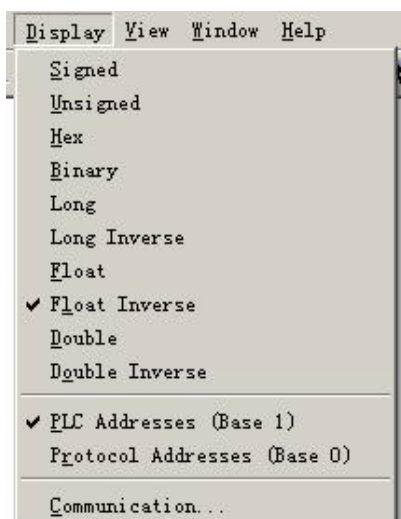 Display View Window Help
Signed
Unsigned
Hex
Binary
Long
Long Inverse
Float
Float Inverse
Double
Double Inverse
PLC Addresses (Base 1)
Protocol Addresses (Base 0)
Communication...